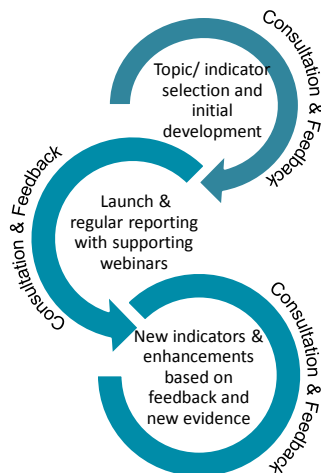 Consultation & Feedback
Topic/ indicator
selection and
initial
development
Consultation & Feedback
Launch &
regular reporting
with supporting
webinars
Consultation & Feedback
New indicators &
enhancements
based on
feedback and
new evidence